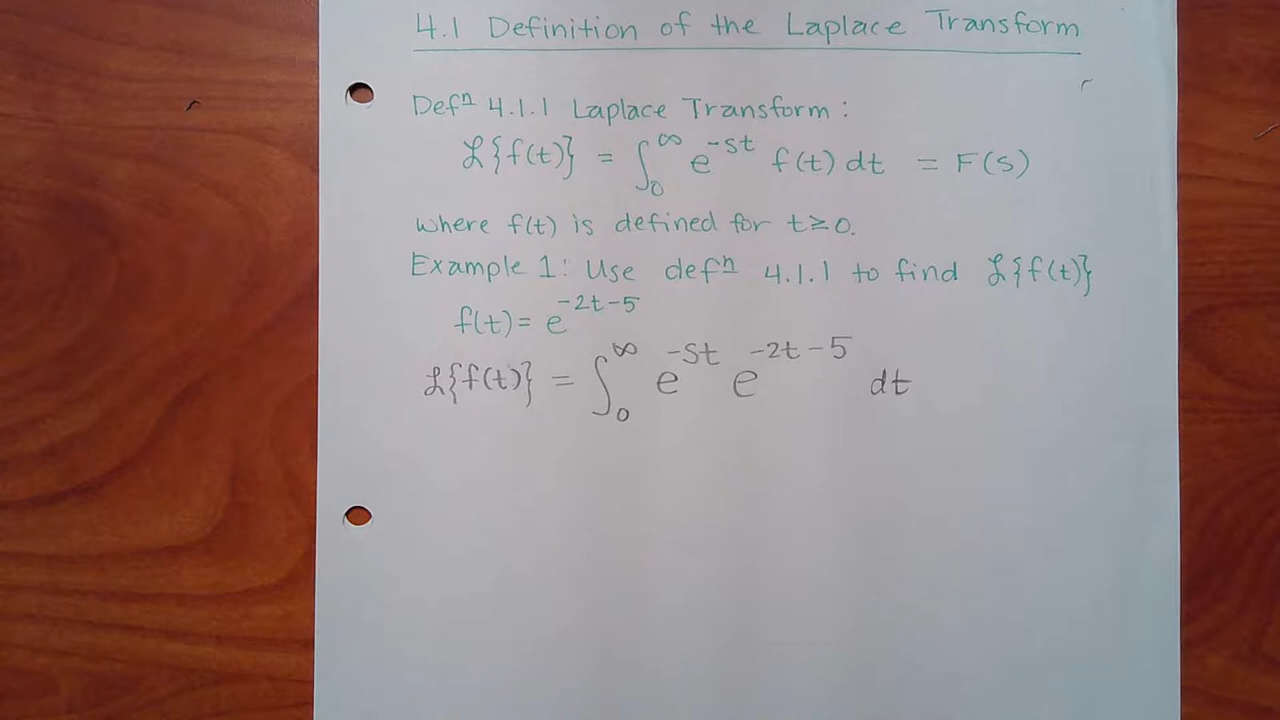 4.1 Definition of the Laplace Transform
Defⁿ 4.1.1 Laplace Transform:
ℒ{f(t)} = ∫₀^∞ e^{-st} f(t) dt = F(s)
where f(t) is defined for t≥0.
Example 1: Use defⁿ 4.1.1 to find ℒ{f(t)}
f(t) = e^{-2t-5}
ℒ{f(t)} = ∫₀^∞ e^{-st} e^{-2t-5} dt